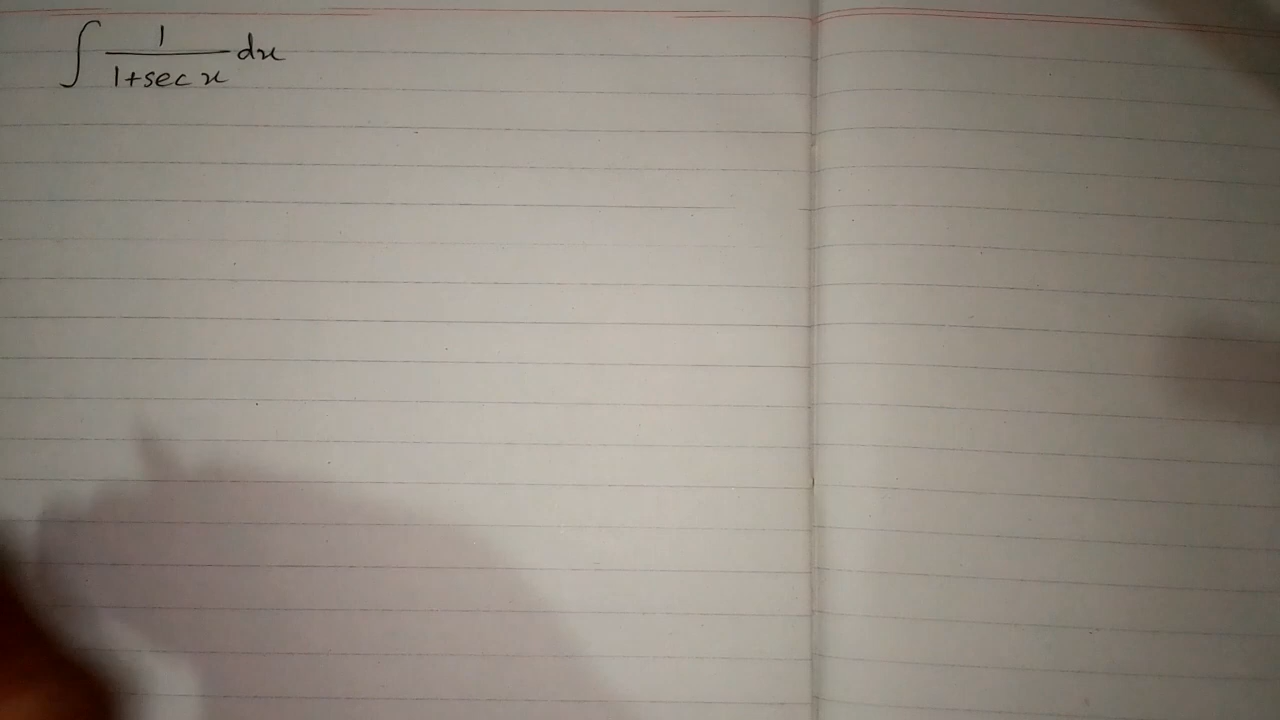 ∫ 1/(1+sec x) dx